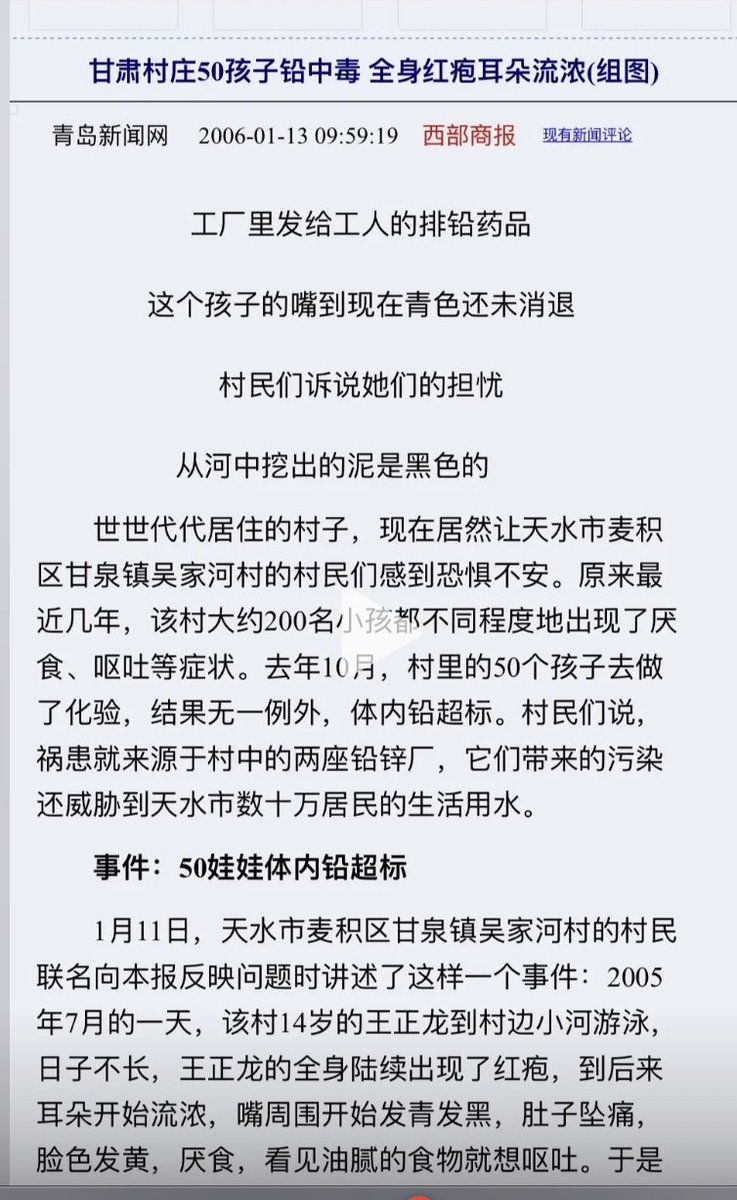 甘肃村庄50孩子铅中毒 全身红疱耳朵流浓(组图)
青岛新闻网 2006-01-13 09:59:19 西部商报 现有新闻评论
工厂里发给工人的排铅药品
这个孩子的嘴到现在青色还未消退
村民们诉说她们的担忧
从河中挖出的泥是黑色的
世世代代居住的村子，现在居然让天水市麦积
区甘泉镇吴家河村的村民们感到恐惧不安。原来最
近几年，该村大约200名小孩都不同程度地出现了厌
食、呕吐等症状。去年10月，村里的50个孩子去做
了化验，结果无一例外，体内铅超标。村民们说，
祸患就来源于村中的两座铅锌厂，它们带来的污染
还威胁到天水市数十万居民的生活用水。
事件：50娃娃体内铅超标
1月11日，天水市麦积区甘泉镇吴家河村的村民
联名向本报反映问题时讲述了这样一个事件：2005
年7月的一天，该村14岁的王正龙到村边小河游泳，
日子不长，王正龙的全身陆续出现了红疱，到后来
耳朵开始流浓，嘴周围开始发青发黑，肚子坠痛，
脸色发黄，厌食，看见油腻的食物就想呕吐。于是